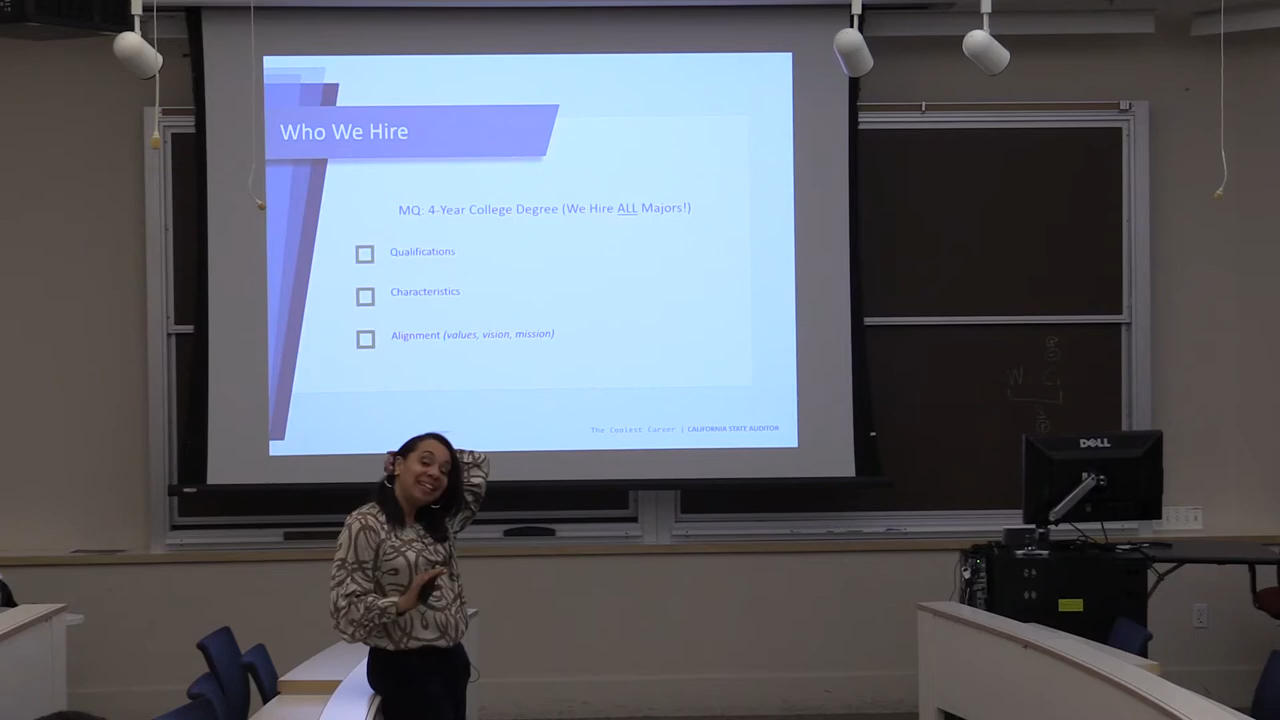 Who We Hire
MQ: 4-Year College Degree (We Hire ALL Majors!)
Qualifications
Characteristics
Alignment (values, vision, mission)
The Coolest Career | CALIFORNIA STATE AUDITOR
W
DELL